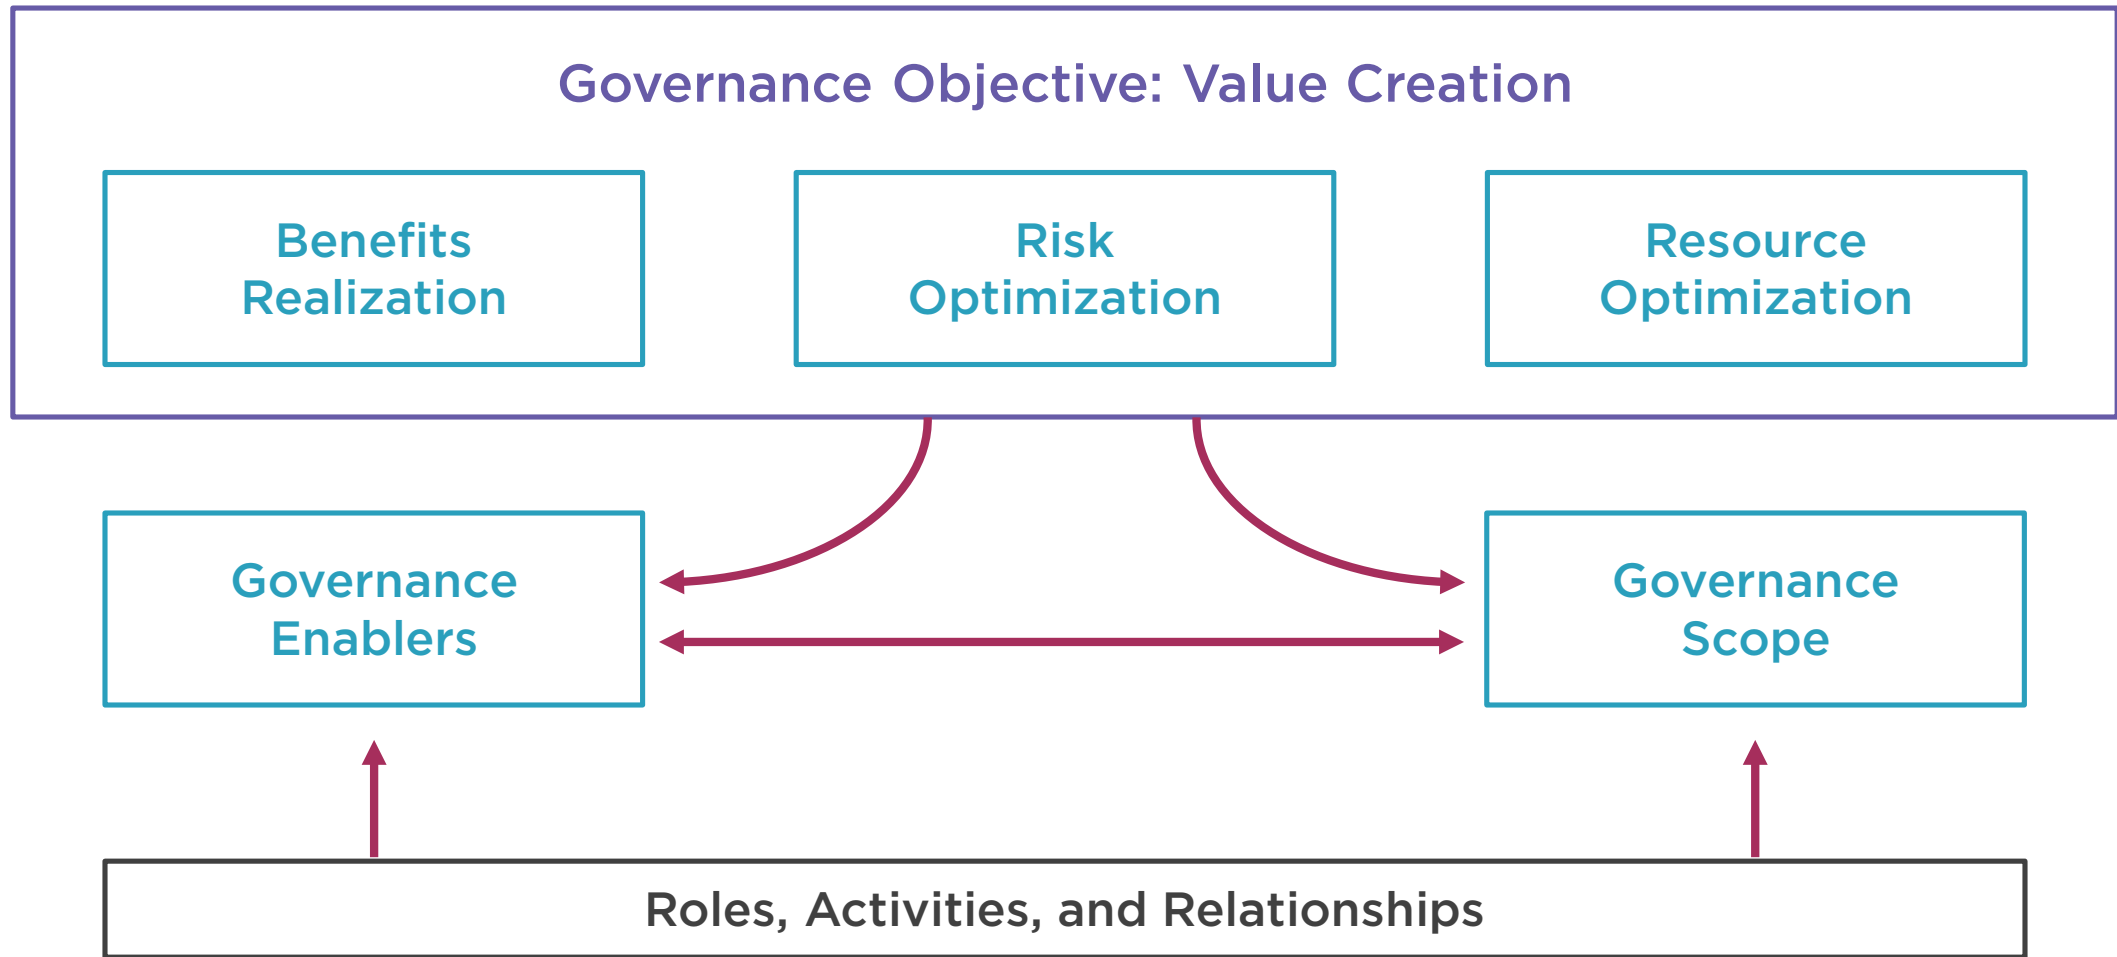 Governance Objective: Value Creation
Benefits
Realization
Risk
Optimization
Resource
Optimization
Governance
Enablers
Governance
Scope
Roles, Activities, and Relationships